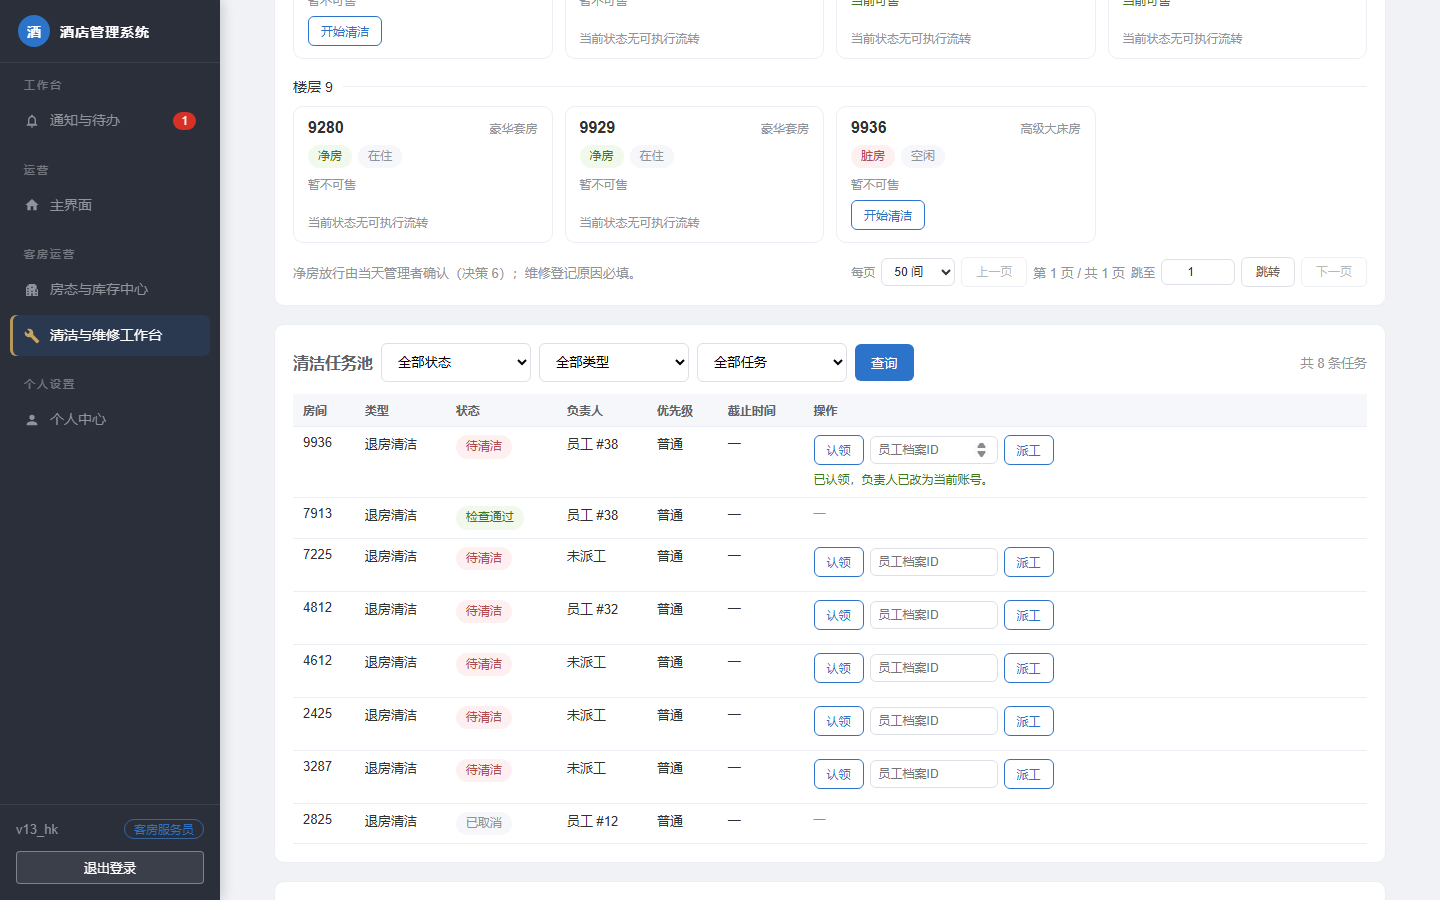 酒 酒店管理系统
工作台
通知与待办 1
运营
主界面
客房运营
房态与库存中心
清洁与维修工作台
个人设置
个人中心
v13_hk 客房服务员
退出登录
暂不可售 暂不可售 当前可售 当前可售
开始清洁
当前状态无可执行流转 当前状态无可执行流转 当前状态无可执行流转
楼层 9
9280 豪华套房
净房 在住
暂不可售
当前状态无可执行流转
9929 豪华套房
净房 在住
暂不可售
当前状态无可执行流转
9936 高级大床房
脏房 空闲
暂不可售
开始清洁
净房放行由当天管理者确认（决策 6）；维修登记原因必填。
每页 50 间 上一页 第 1 页 / 共 1 页 跳至 1 跳转 下一页
清洁任务池 全部状态 全部类型 全部任务 查询 共 8 条任务
房间 类型 状态 负责人 优先级 截止时间 操作
9936 退房清洁 待清洁 员工 #38 普通 — 认领 员工档案ID 派工
已认领，负责人已改为当前账号。
7913 退房清洁 检查通过 员工 #38 普通 — —
7225 退房清洁 待清洁 未派工 普通 — 认领 员工档案ID 派工
4812 退房清洁 待清洁 员工 #32 普通 — 认领 员工档案ID 派工
4612 退房清洁 待清洁 未派工 普通 — 认领 员工档案ID 派工
2425 退房清洁 待清洁 未派工 普通 — 认领 员工档案ID 派工
3287 退房清洁 待清洁 未派工 普通 — 认领 员工档案ID 派工
2825 退房清洁 已取消 员工 #12 普通 — —